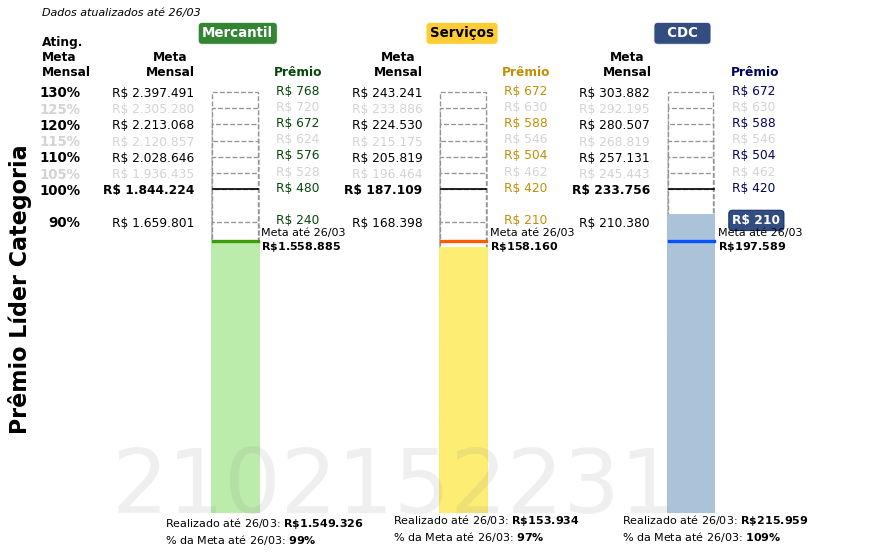 Dados atualizados até 26/03
Mercantil Serviços CDC
Ating. Meta Mensal
Meta Mensal Prêmio Meta Mensal Prêmio Meta Mensal Prêmio
130% R$ 2.397.491 R$ 768 R$ 243.241 R$ 672 R$ 303.882 R$ 672
125% R$ 2.305.280 R$ 720 R$ 233.886 R$ 630 R$ 292.195 R$ 630
120% R$ 2.213.068 R$ 672 R$ 224.530 R$ 588 R$ 280.507 R$ 588
115% R$ 2.120.857 R$ 624 R$ 215.175 R$ 546 R$ 268.819 R$ 546
110% R$ 2.028.646 R$ 576 R$ 205.819 R$ 504 R$ 257.131 R$ 504
105% R$ 1.936.435 R$ 528 R$ 196.464 R$ 462 R$ 245.443 R$ 462
100% R$ 1.844.224 R$ 480 R$ 187.109 R$ 420 R$ 233.756 R$ 420
90% R$ 1.659.801 R$ 240 R$ 168.398 R$ 210 R$ 210.380 R$ 210
Meta até 26/03 Meta até 26/03 Meta até 26/03
R$1.558.885 R$158.160 R$197.589
Prêmio Líder Categoria
2102152231
Realizado até 26/03: R$1.549.326 Realizado até 26/03: R$153.934 Realizado até 26/03: R$215.959
% da Meta até 26/03: 99% % da Meta até 26/03: 97% % da Meta até 26/03: 109%